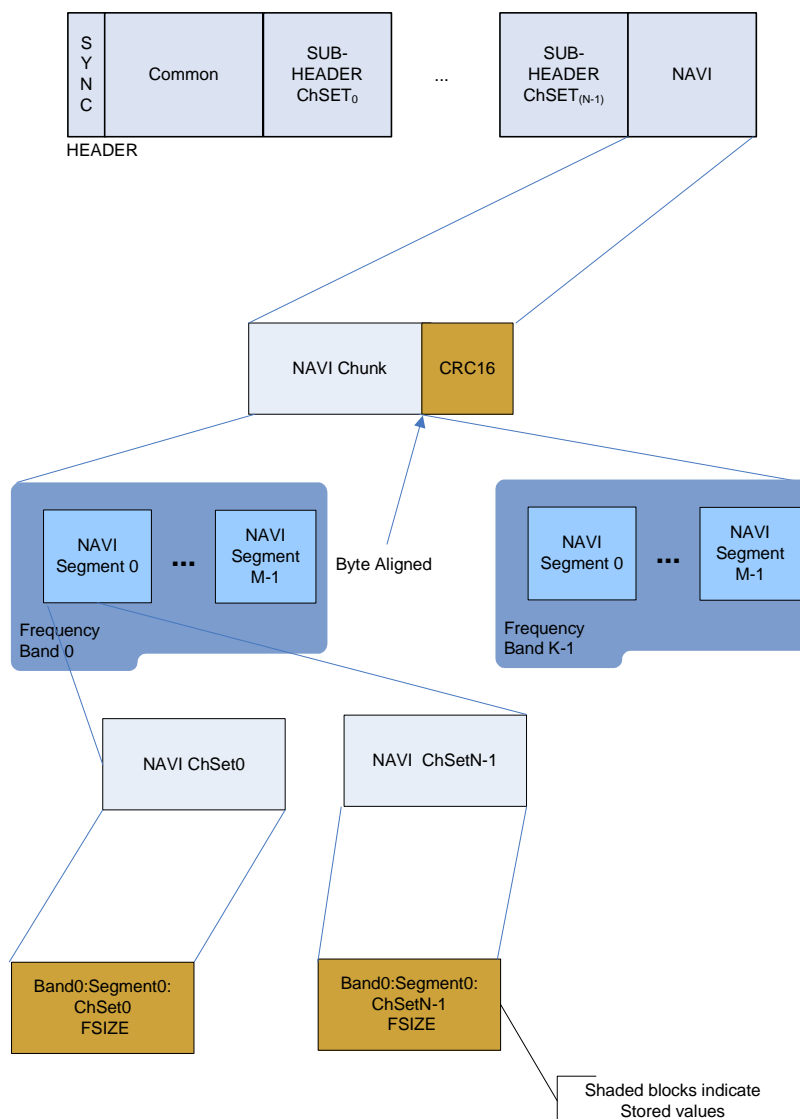 S
Y
N
C
Common
SUB-
HEADER
ChSET0
...
SUB-
HEADER
ChSET(N-1)
NAVI
HEADER
NAVI Chunk
CRC16
NAVI
Segment 0
...
NAVI
Segment
M-1
Frequency
Band 0
Byte Aligned
NAVI
Segment 0
...
NAVI
Segment
M-1
Frequency
Band K-1
NAVI ChSet0
NAVI ChSetN-1
Band0:Segment0:
ChSet0
FSIZE
Band0:Segment0:
ChSetN-1
FSIZE
Shaded blocks indicate
Stored values